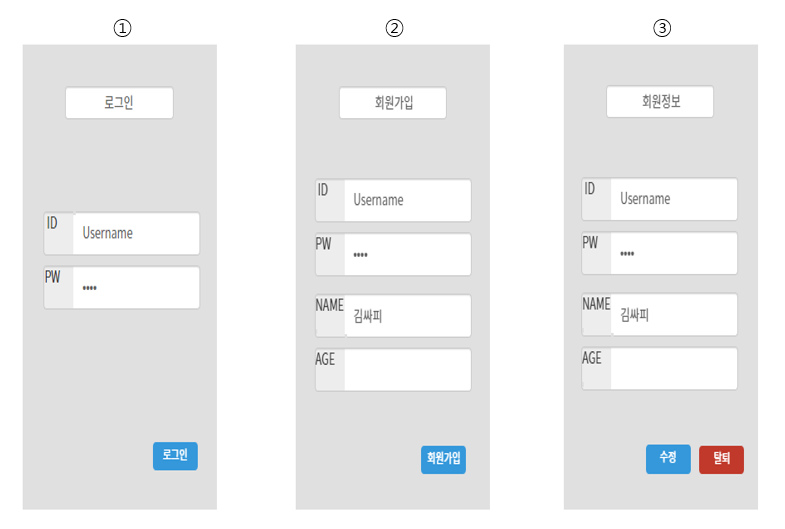 ①
로그인
ID
Username
PW
••••
로그인
②
회원가입
ID
Username
PW
••••
NAME
김싸피
AGE
회원가입
③
회원정보
ID
Username
PW
••••
NAME
김싸피
AGE
수정 탈퇴